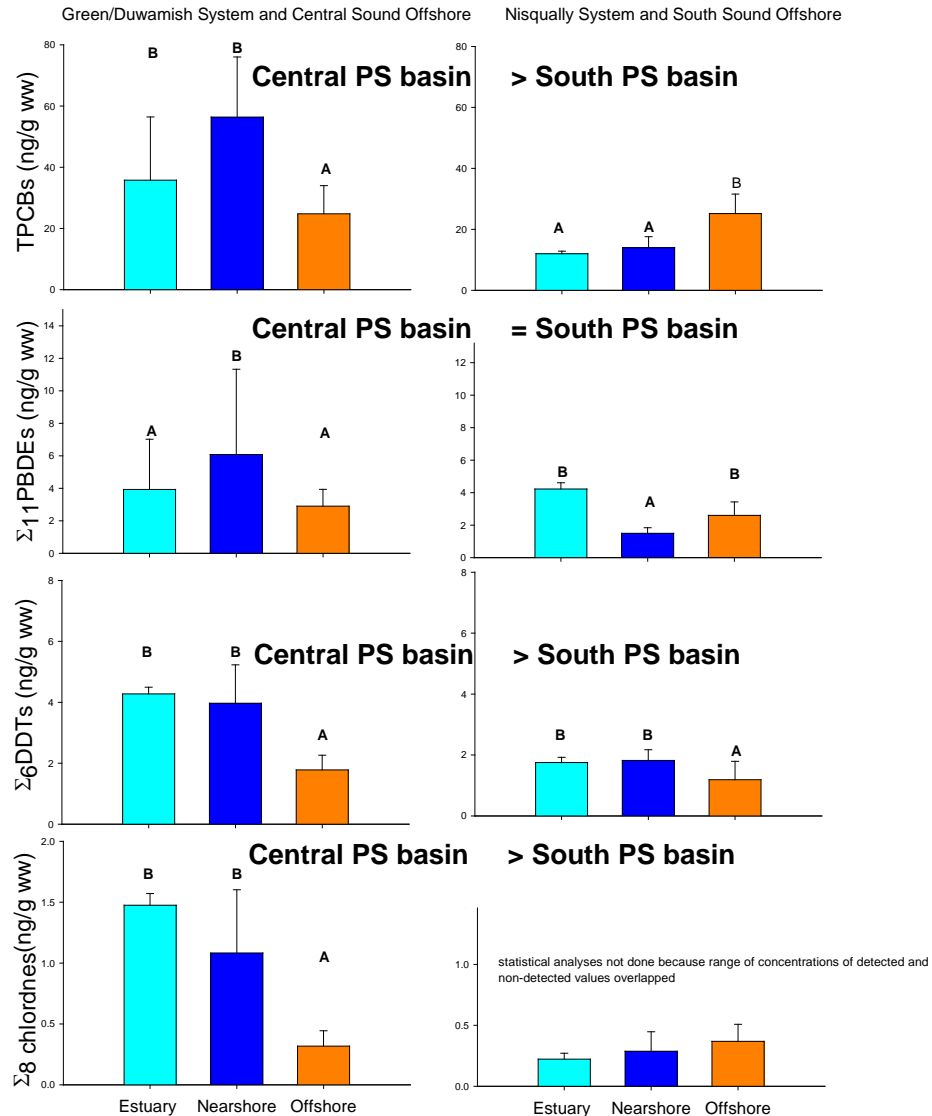 Green/Duwamish System and Central Sound Offshore
Nisqually System and South Sound Offshore
TPCBs (ng/g ww)
80
60
40
20
0
B
B
A
Central PS basin > South PS basin
80
60
40
20
0
A
A
B
Σ11PBDEs (ng/g ww)
14
12
10
8
6
4
2
0
A
B
A
Central PS basin = South PS basin
12
10
8
6
4
2
0
B
A
B
Σ6DDTs (ng/g ww)
8
6
4
2
0
B
B
A
Central PS basin > South PS basin
8
6
4
2
0
B
B
A
Σ8 chlordnes(ng/g ww)
2.0
1.5
1.0
0.5
0.0
B
B
A
Central PS basin > South PS basin
statistical analyses not done because range of concentrations of detected and
non-detected values overlapped
1.0
0.5
0.0
Estuary Nearshore Offshore
Estuary Nearshore Offshore